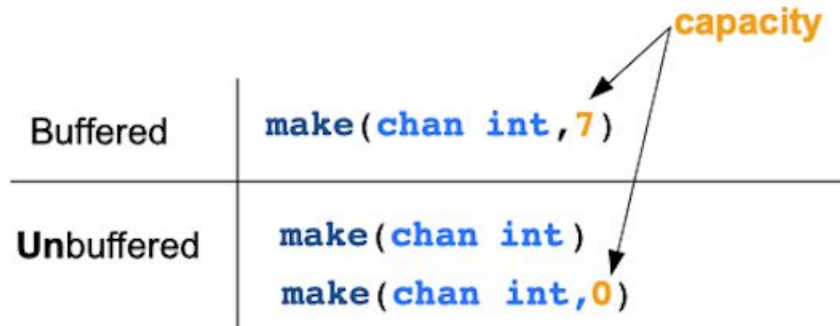 capacity
Buffered
make(chan int,7)
Unbuffered
make(chan int)
make(chan int,0)